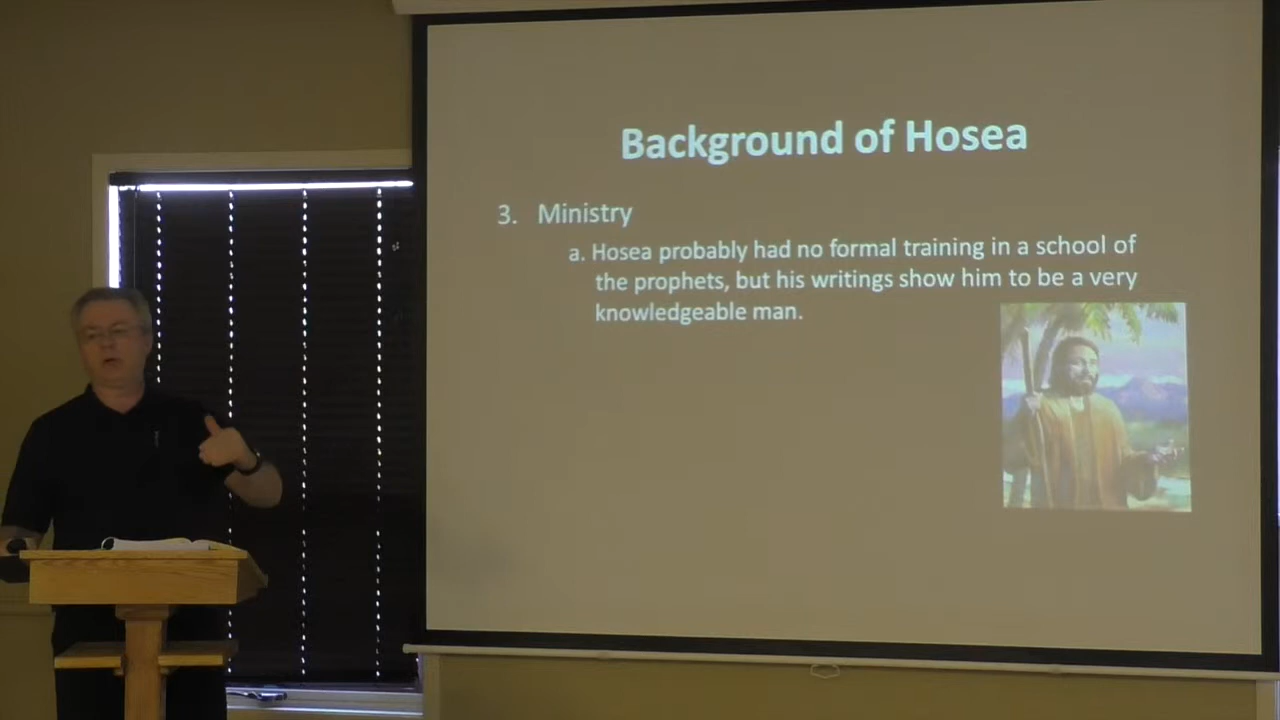 Background of Hosea
3. Ministry
a. Hosea probably had no formal training in a school of
the prophets, but his writings show him to be a very
knowledgeable man.